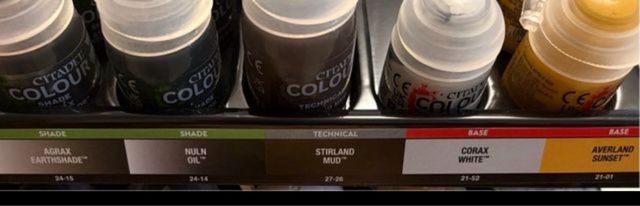 CITADEL
COLOUR
SHADE
CITADEL
COLOUR
CITADEL
COLOUR
TECHNICAL
CITADEL
COLOUR
SHADE
AGRAX
EARTHSHADE™
24-15
SHADE
NULN
OIL™
24-14
TECHNICAL
STIRLAND
MUD™
27-26
BASE
CORAX
WHITE™
21-52
BASE
AVERLAND
SUNSET™
21-01